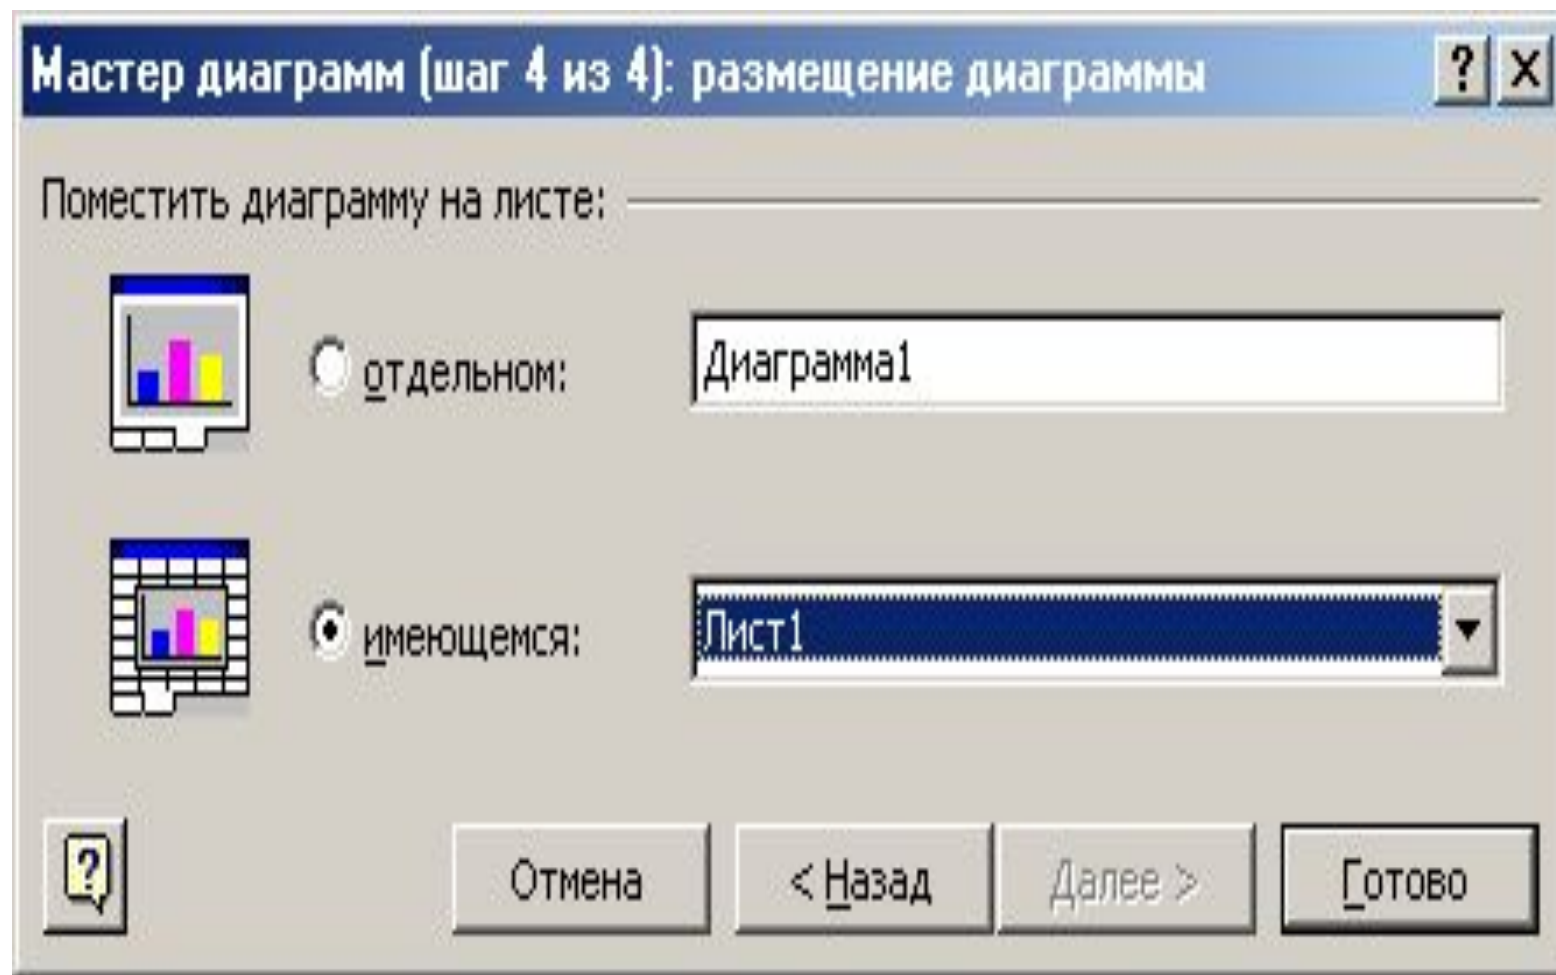 Мастер диаграмм (шаг 4 из 4): размещение диаграммы
Поместить диаграмму на листе:
отдельном: Диаграмма1
имеющемся: Лист1
Отмена < Назад Далее > Готово